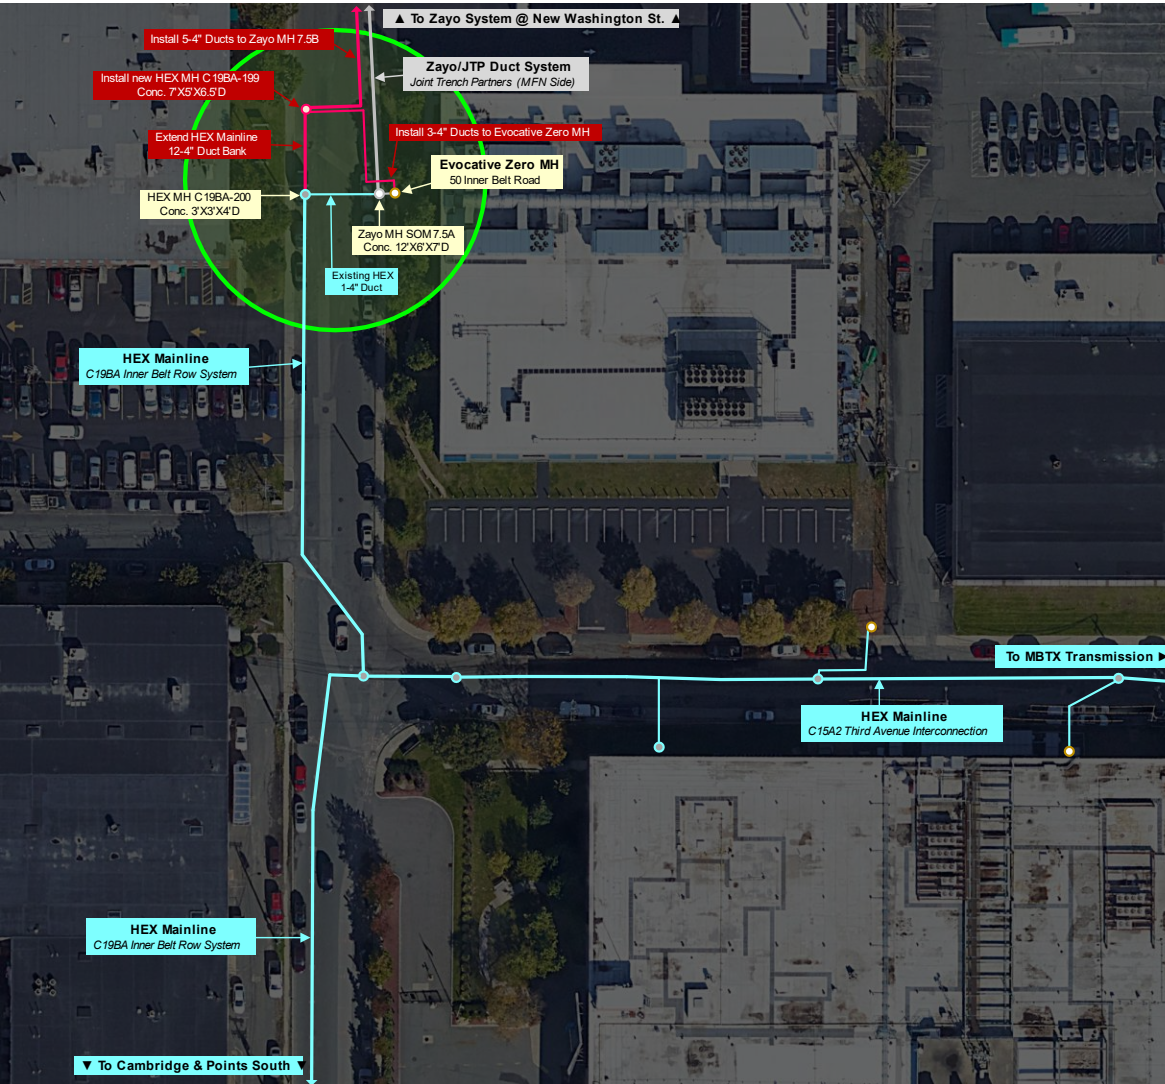 ▲ To Zayo System @ New Washington St. ▲
Install 5-4" Ducts to Zayo MH 7.5B
Zayo/JTP Duct System
Joint Trench Partners (MFN Side)
Install new HEX MH C19BA-199
Conc. 7'X5'X6.5'D
Extend HEX Mainline
12-4" Duct Bank
Install 3-4" Ducts to Evocative Zero MH
Evocative Zero MH
50 Inner Belt Road
HEX MH C19BA-200
Conc. 3'X3'X4'D
Zayo MH SOM 7.5A
Conc. 12'X6'X7'D
Existing HEX
1-4" Duct
HEX Mainline
C19BA Inner Belt Row System
To MBTX Transmission ►
HEX Mainline
C15A2 Third Avenue Interconnection
HEX Mainline
C19BA Inner Belt Row System
▼ To Cambridge & Points South ▼